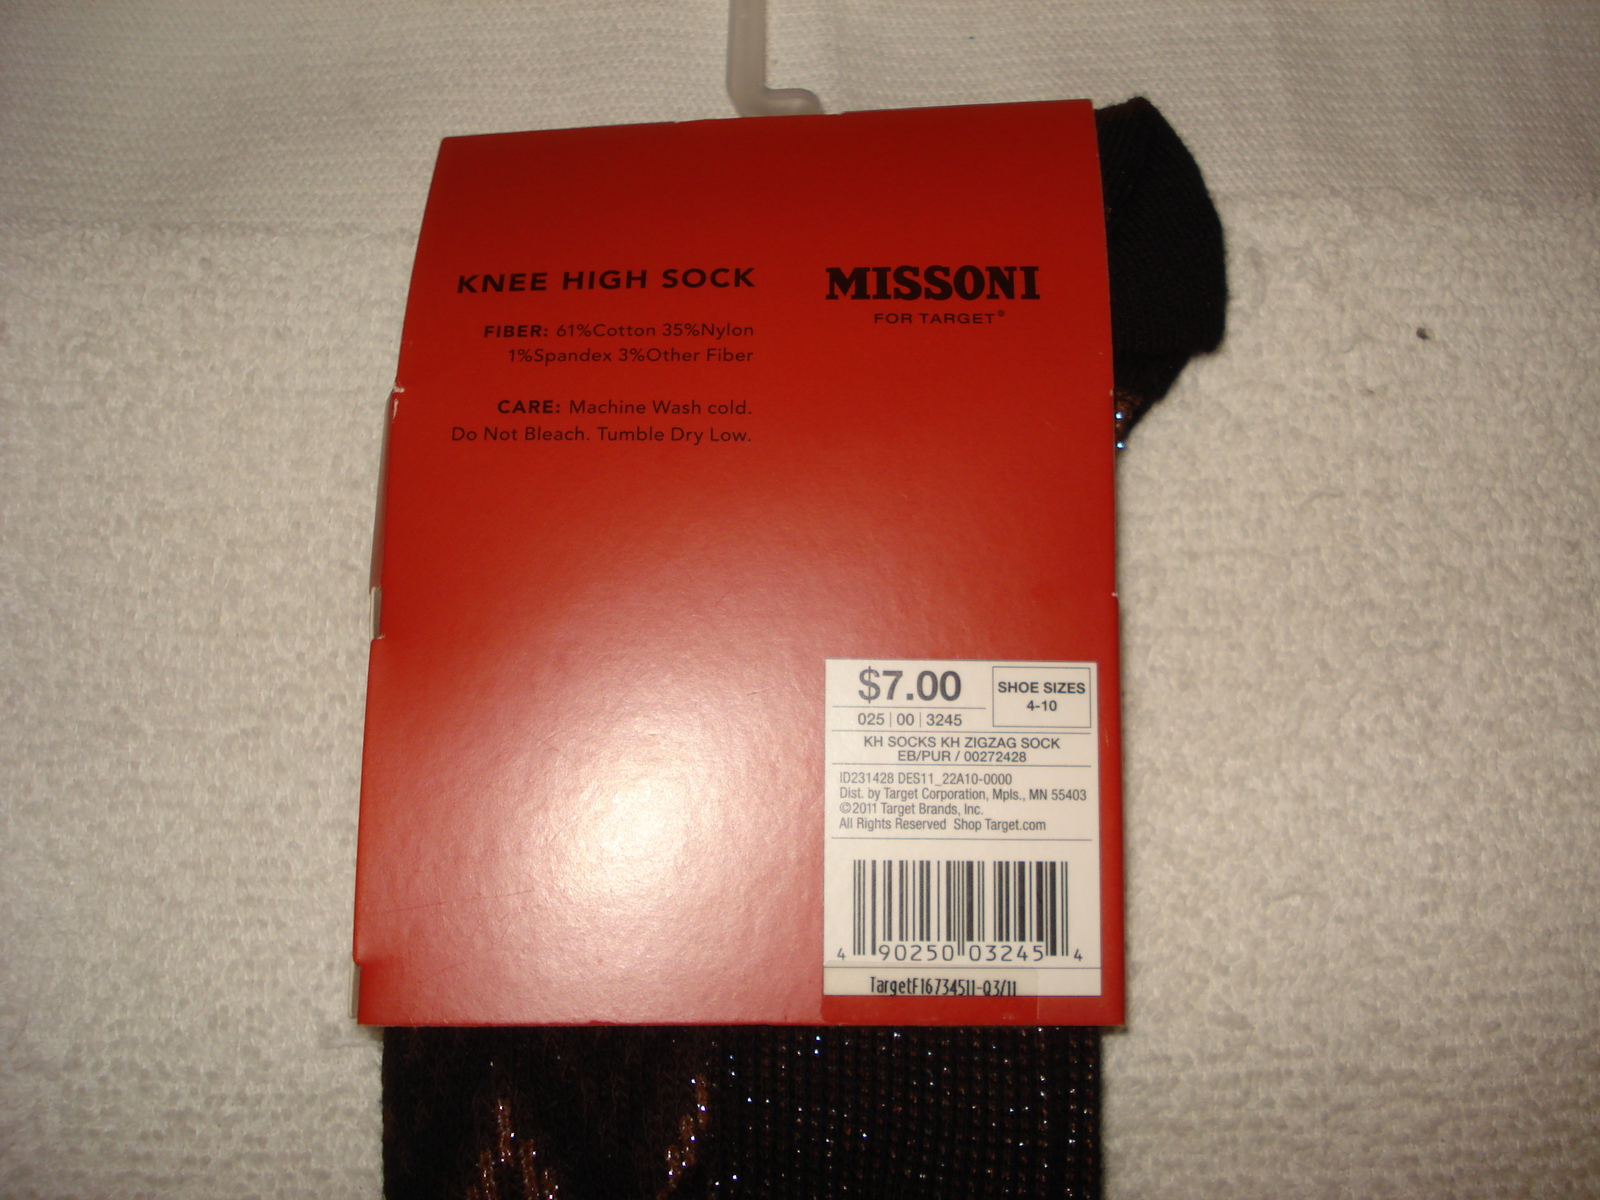 KNEE HIGH SOCK
FIBER: 61%Cotton 35%Nylon
1%Spandex 3%Other Fiber
CARE: Machine Wash cold.
Do Not Bleach. Tumble Dry Low.
MISSONI
FOR TARGET®
$7.00
025 | 00 | 3245
SHOE SIZES
4-10
KH SOCKS KH ZIGZAG SOCK
EB/PUR / 00272428
ID231428 DES11_22A10-0000
Dist. by Target Corporation, Mpls., MN 55403
©2011 Target Brands, Inc.
All Rights Reserved Shop Target.com
4 90250 03245 4
TargetF16734511-Q3/11